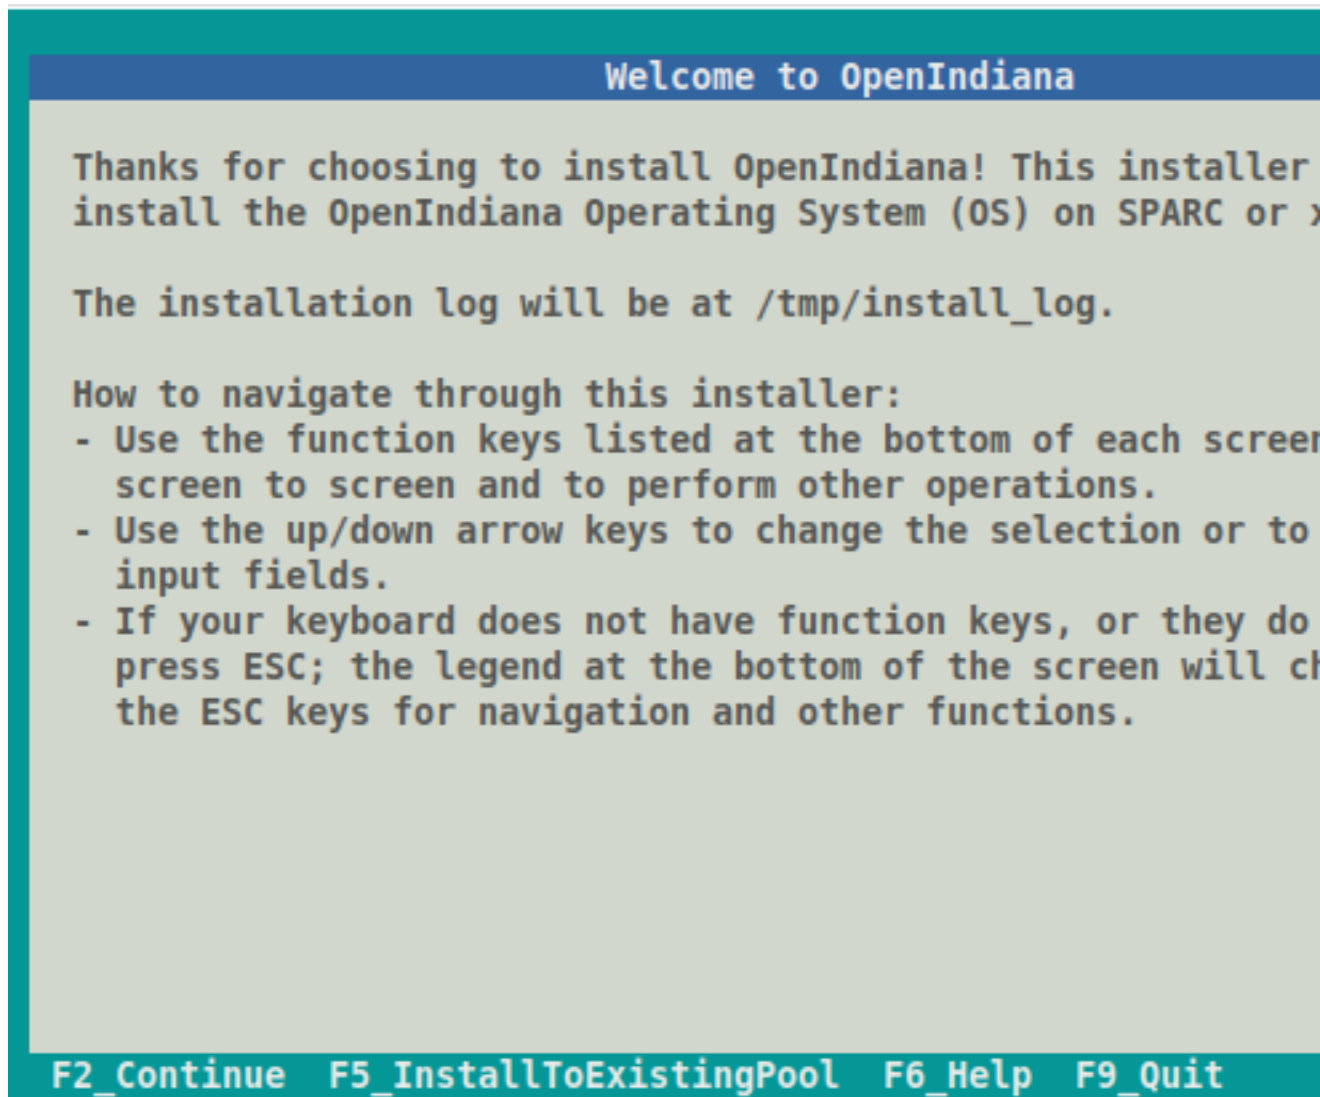 Welcome to OpenIndiana
Thanks for choosing to install OpenIndiana! This installer
install the OpenIndiana Operating System (OS) on SPARC or
The installation log will be at /tmp/install_log.
How to navigate through this installer:
- Use the function keys listed at the bottom of each screen
screen to screen and to perform other operations.
- Use the up/down arrow keys to change the selection or to
input fields.
- If your keyboard does not have function keys, or they do
press ESC; the legend at the bottom of the screen will
the ESC keys for navigation and other functions.
F2_Continue F5_InstallToExistingPool F6_Help F9_Quit